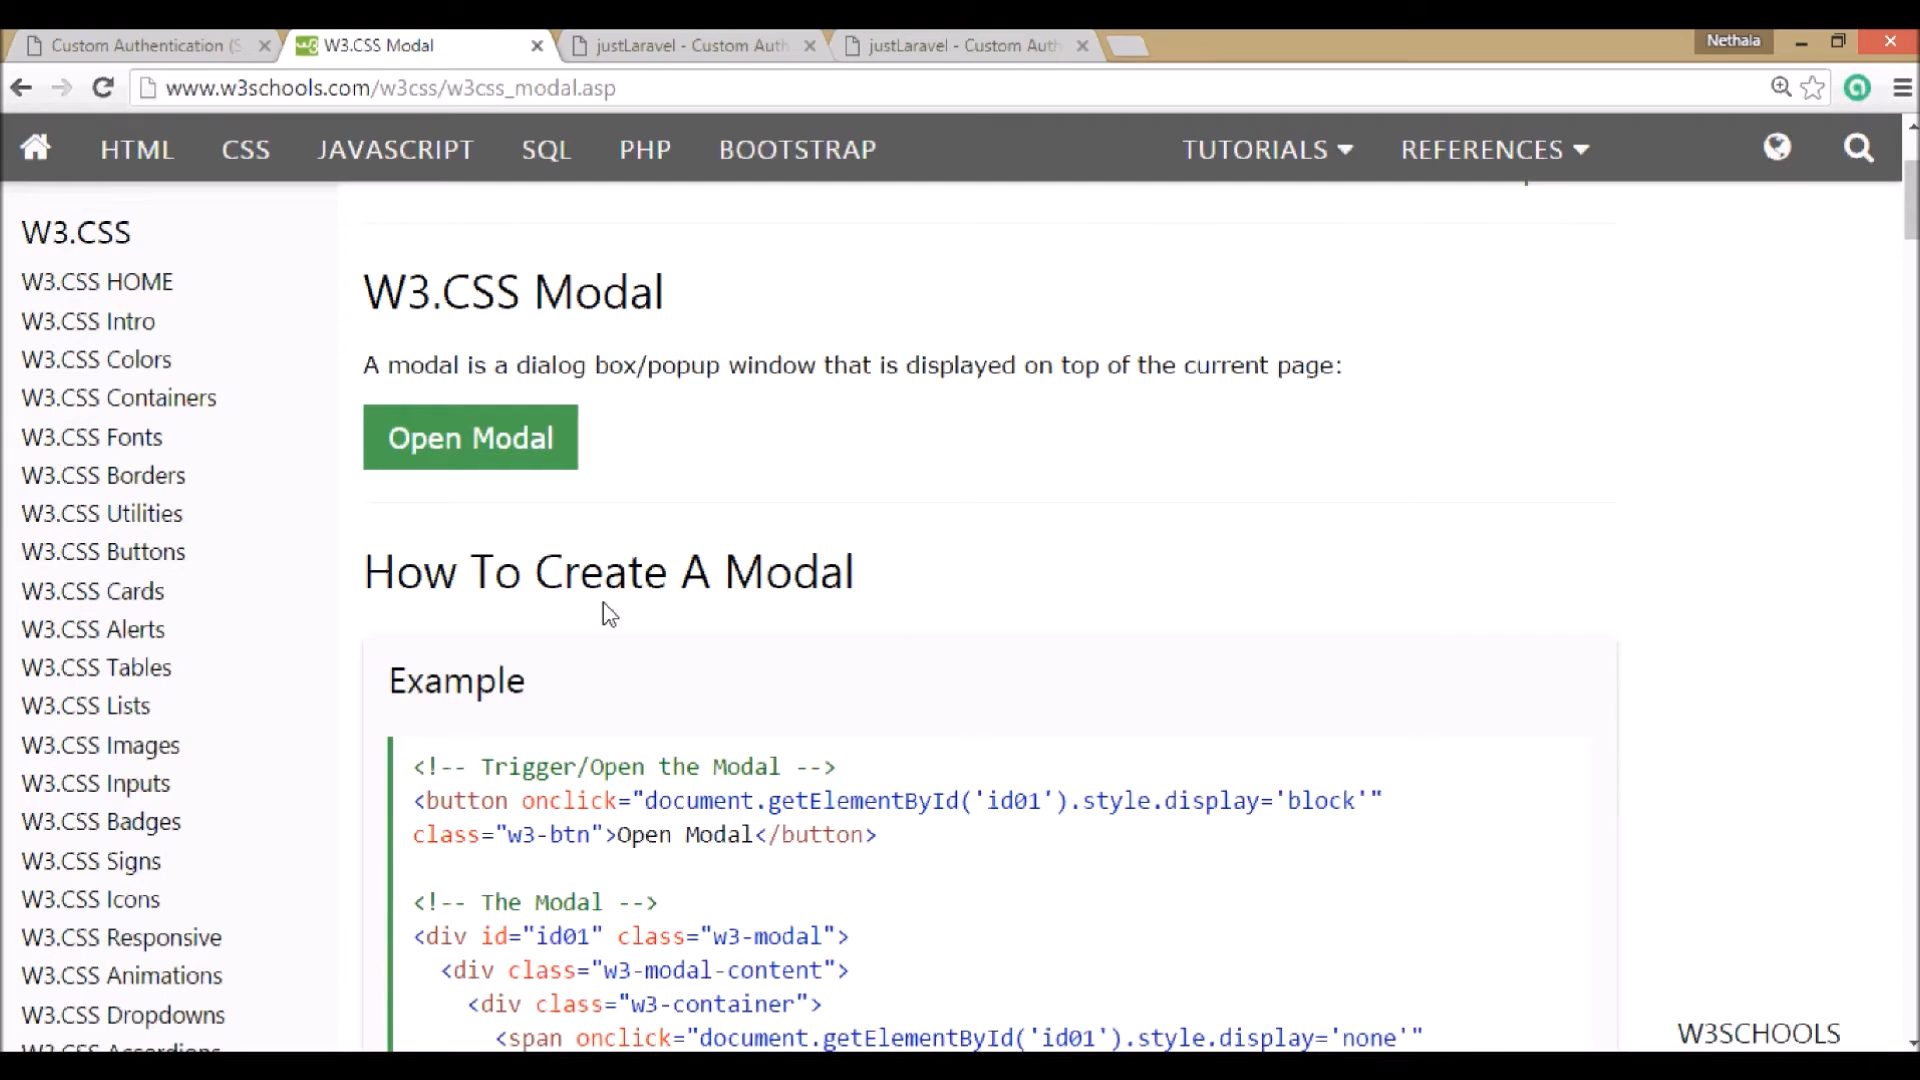 Custom Authentication (S
W3.CSS Modal
justLaravel - Custom Auth
justLaravel - Custom Auth
Nethala
www.w3schools.com/w3css/w3css_modal.asp
HTML CSS JAVASCRIPT SQL PHP BOOTSTRAP TUTORIALS REFERENCES
W3.CSS
W3.CSS HOME
W3.CSS Intro
W3.CSS Colors
W3.CSS Containers
W3.CSS Fonts
W3.CSS Borders
W3.CSS Utilities
W3.CSS Buttons
W3.CSS Cards
W3.CSS Alerts
W3.CSS Tables
W3.CSS Lists
W3.CSS Images
W3.CSS Inputs
W3.CSS Badges
W3.CSS Signs
W3.CSS Icons
W3.CSS Responsive
W3.CSS Animations
W3.CSS Dropdowns
W3.CSS Accordions
W3.CSS Modal
A modal is a dialog box/popup window that is displayed on top of the current page:
Open Modal
How To Create A Modal
Example
<!-- Trigger/Open the Modal -->
<button onclick="document.getElementById('id01').style.display='block'"
class="w3-btn">Open Modal</button>
<!-- The Modal -->
<div id="id01" class="w3-modal">
<div class="w3-modal-content">
<div class="w3-container">
<span onclick="document.getElementById('id01').style.display='none'"
W3SCHOOLS